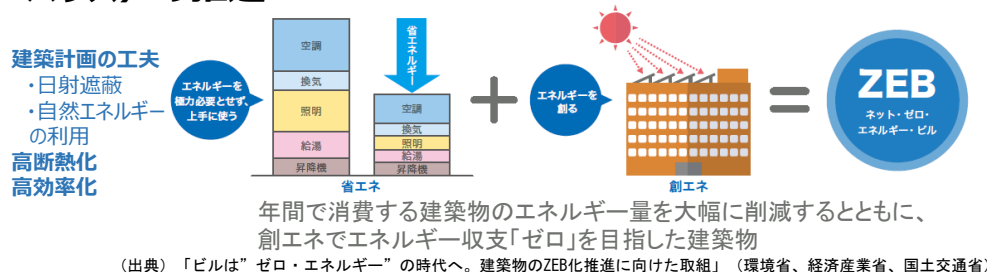 建築計画の工夫
・日射遮蔽
・自然エネルギー
の利用
高断熱化
高効率化
エネルギーを
極力必要とせず、
上手に使う
空調
換気
照明
給湯
昇降機
省エネルギー
空調
換気
照明
給湯
昇降機
省エネ
+
エネルギーを
創る
創エネ
=
ZEB
ネット・ゼロ・
エネルギー・ビル
年間で消費する建築物のエネルギー量を大幅に削減するとともに、
創エネでエネルギー収支「ゼロ」を目指した建築物
(出典) 「ビルは”ゼロ・エネルギー”の時代へ。建築物のZEB化推進に向けた取組」(環境省、経済産業省、国土交通省)